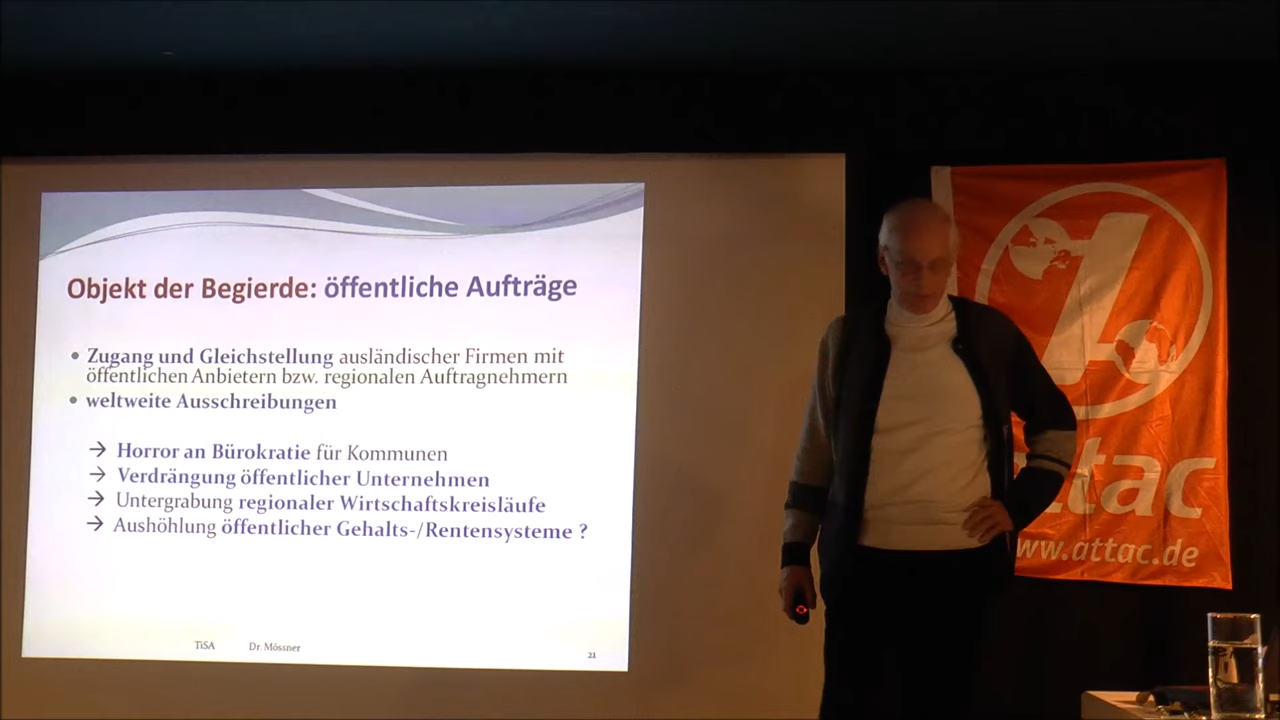 Objekt der Begierde: öffentliche Aufträge
• Zugang und Gleichstellung ausländischer Firmen mit
öffentlichen Anbietern bzw. regionalen Auftragnehmern
• weltweite Ausschreibungen
→ Horror an Bürokratie für Kommunen
→ Verdrängung öffentlicher Unternehmen
→ Untergrabung regionaler Wirtschaftskreisläufe
→ Aushöhlung öffentlicher Gehalts-/Rentensysteme ?
TiSA Dr. Mössner 21
attac
www.attac.de